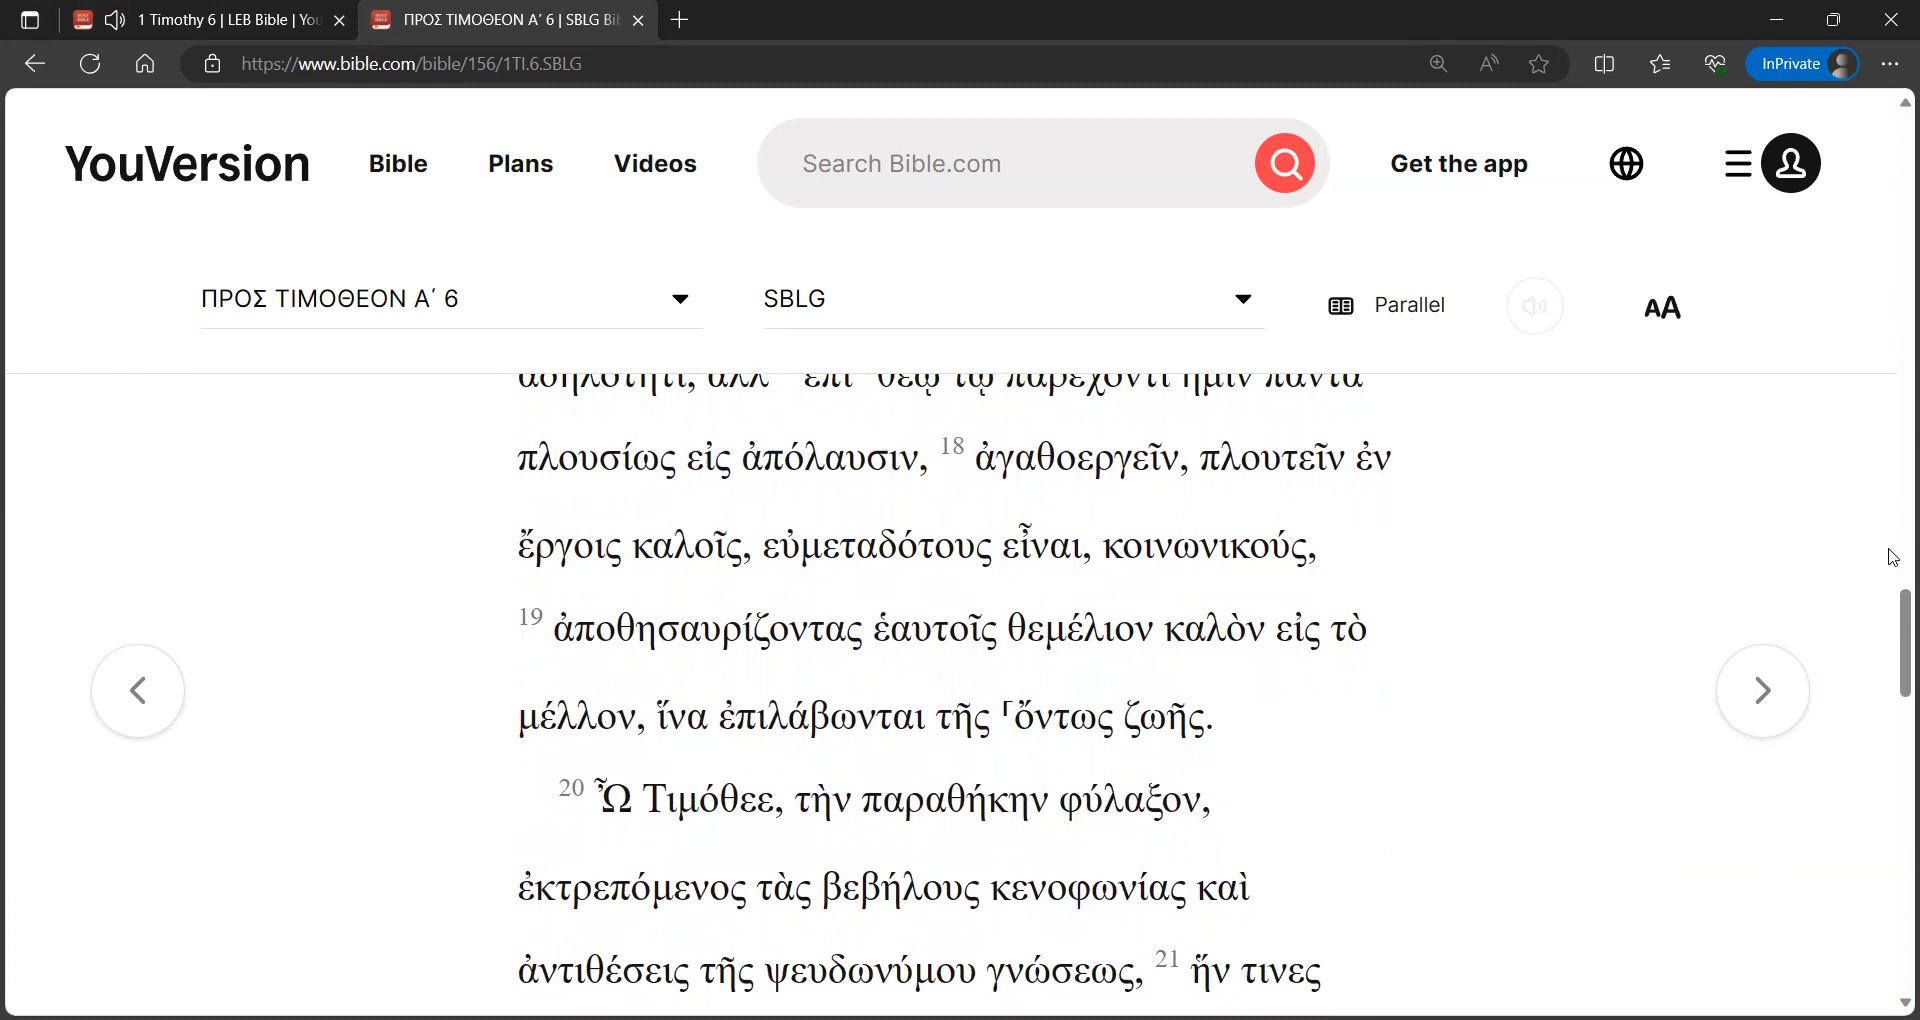 1 Timothy 6 | LEB Bible | You
ΠΡΟΣ ΤΙΜΟΘΕΟΝ Α΄ 6 | SBLG Bi
https://www.bible.com/bible/156/1TI.6.SBLG
InPrivate
YouVersion Bible Plans Videos Search Bible.com Get the app
ΠΡΟΣ ΤΙΜΟΘΕΟΝ Α΄ 6 SBLG Parallel AA
πλουσίως εἰς ἀπόλαυσιν, 18 ἀγαθοεργεῖν, πλουτεῖν ἐν
ἔργοις καλοῖς, εὐμεταδότους εἶναι, κοινωνικούς,
19 ἀποθησαυρίζοντας ἑαυτοῖς θεμέλιον καλὸν εἰς τὸ
μέλλον, ἵνα ἐπιλάβωνται τῆς ⸀ὄντως ζωῆς.
20 Ὦ Τιμόθεε, τὴν παραθήκην φύλαξον,
ἐκτρεπόμενος τὰς βεβήλους κενοφωνίας καὶ
ἀντιθέσεις τῆς ψευδωνύμου γνώσεως, 21 ἥν τινες